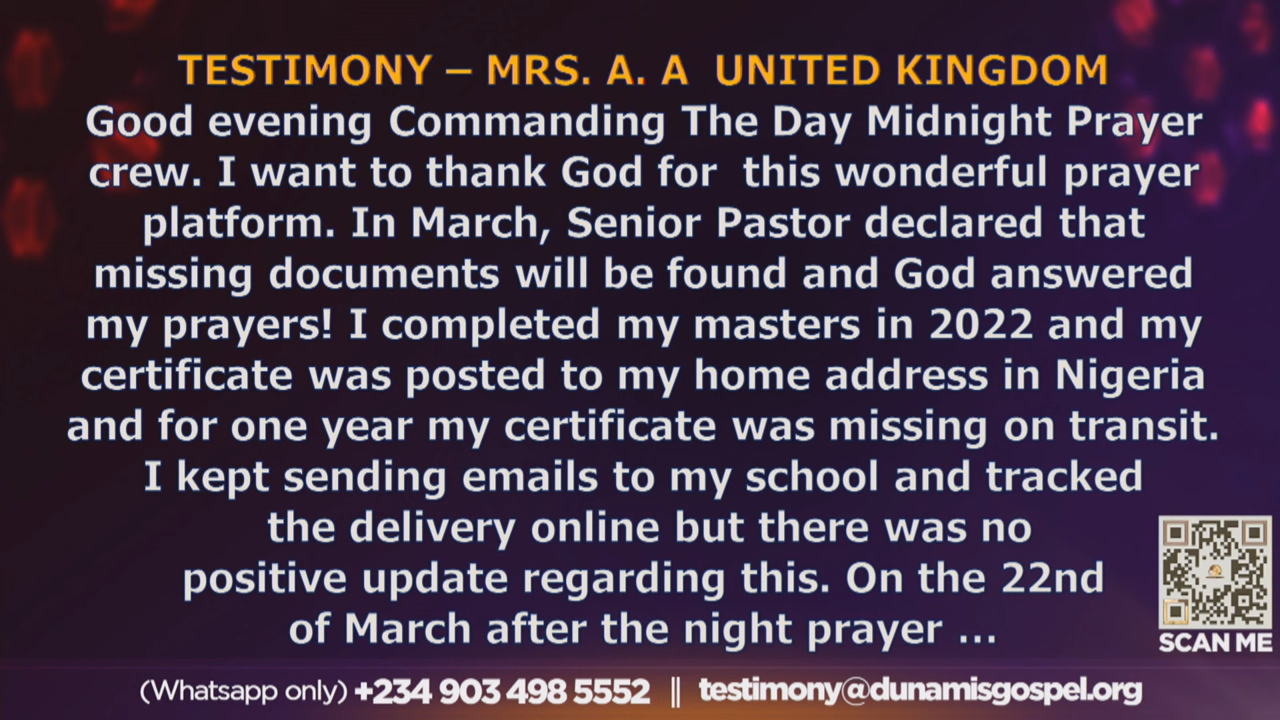 TESTIMONY – MRS. A. A  UNITED KINGDOM
Good evening Commanding The Day Midnight Prayer
crew. I want to thank God for  this wonderful prayer
platform. In March, Senior Pastor declared that
missing documents will be found and God answered
my prayers! I completed my masters in 2022 and my
certificate was posted to my home address in Nigeria
and for one year my certificate was missing on transit.
I kept sending emails to my school and tracked
the delivery online but there was no
positive update regarding this. On the 22nd
of March after the night prayer ...
SCAN ME
(Whatsapp only) +234 903 498 5552 || testimony@dunamisgospel.org